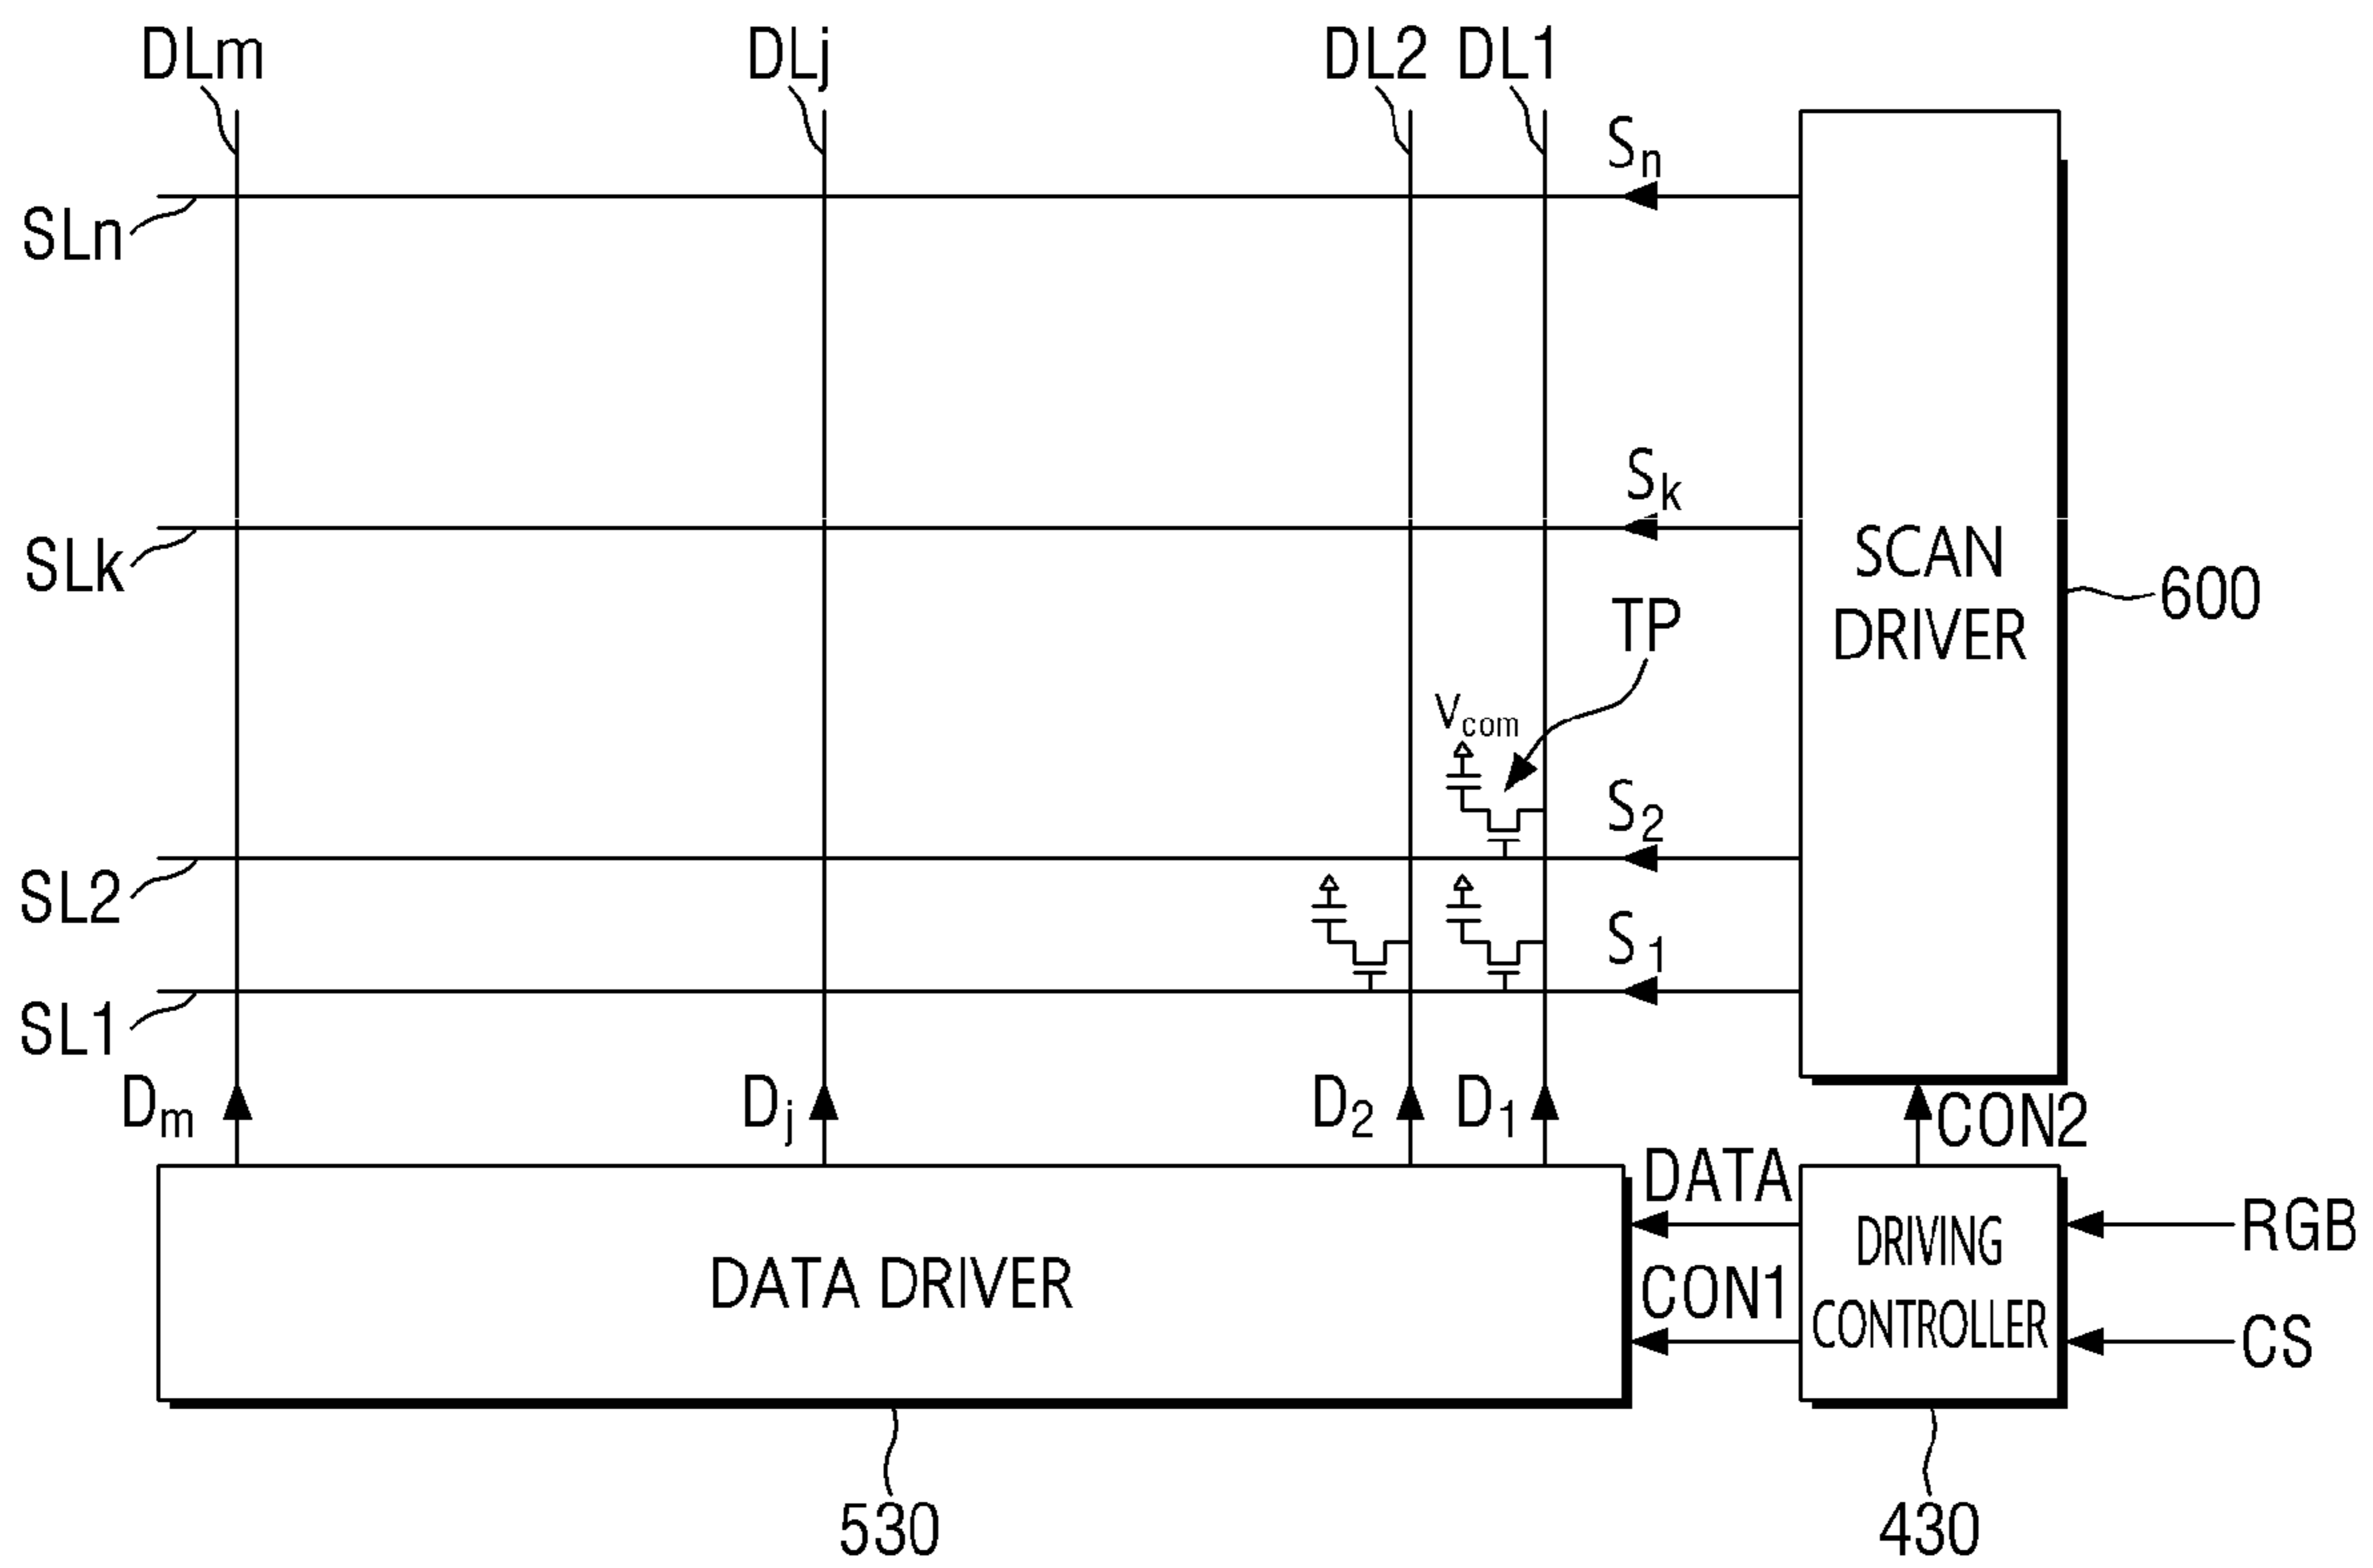 DLm
DLj
DL2
DL1
Sn
SLn
Sk
SLk
SCAN
DRIVER
600
TP
Vcom
S2
SL2
S1
SL1
Dm
Dj
D2
D1
CON2
DATA
RGB
DATA DRIVER
DRIVING
CONTROLLER
CON1
CS
530
430